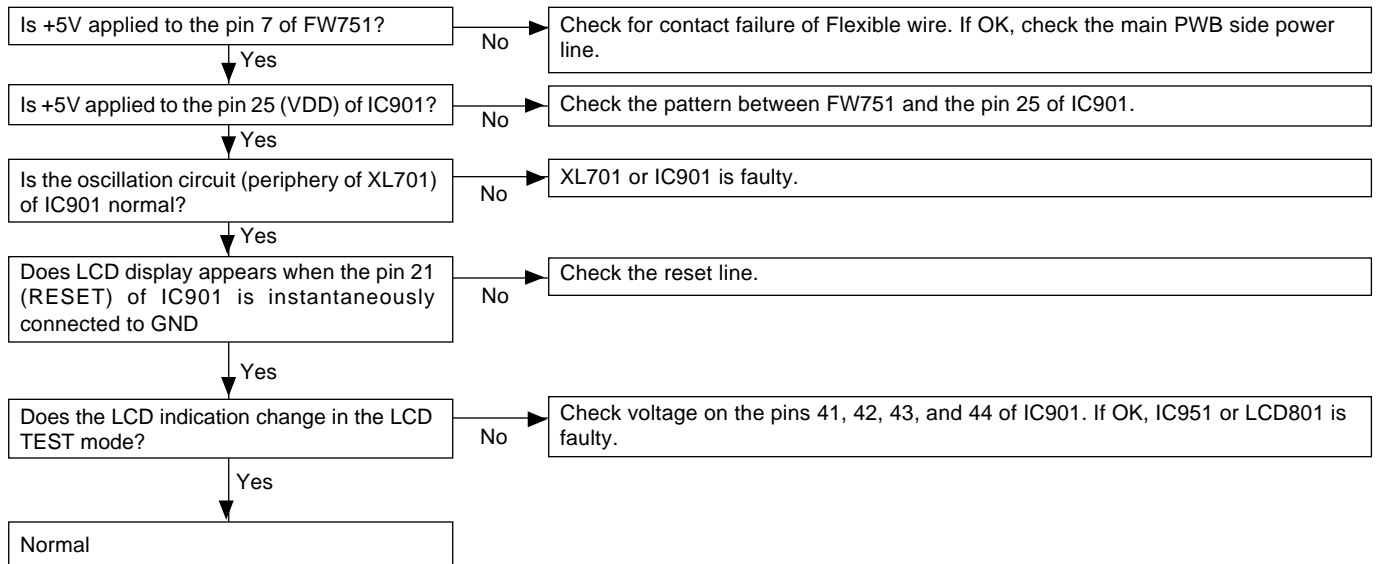 Is +5V applied to the pin 7 of FW751?
No
Check for contact failure of Flexible wire. If OK, check the main PWB side power
line.
Yes
Is +5V applied to the pin 25 (VDD) of IC901?
No
Check the pattern between FW751 and the pin 25 of IC901.
Yes
Is the oscillation circuit (periphery of XL701)
of IC901 normal?
No
XL701 or IC901 is faulty.
Yes
Does LCD display appears when the pin 21
(RESET) of IC901 is instantaneously
connected to GND
No
Check the reset line.
Yes
Does the LCD indication change in the LCD
TEST mode?
No
Check voltage on the pins 41, 42, 43, and 44 of IC901. If OK, IC951 or LCD801 is
faulty.
Yes
Normal